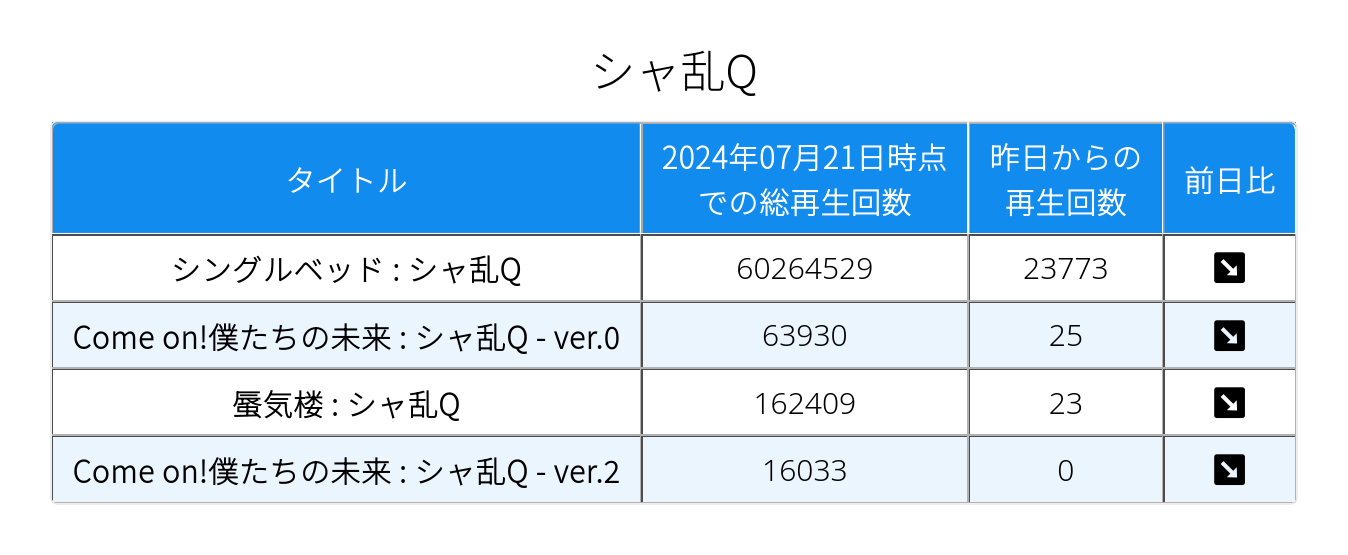 シャ乱Q
タイトル
2024年07月21日時点
での総再生回数
昨日からの
再生回数
前日比
シングルベッド : シャ乱Q
60264529
23773
Come on!僕たちの未来 : シャ乱Q - ver.0
63930
25
蜃気楼 : シャ乱Q
162409
23
Come on!僕たちの未来 : シャ乱Q - ver.2
16033
0